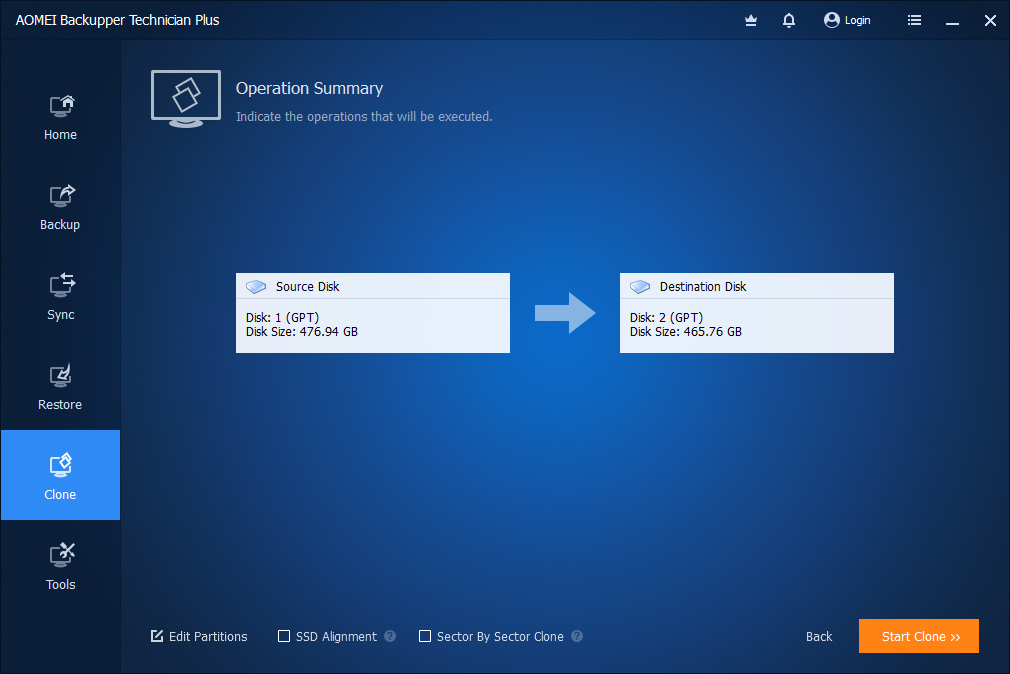 AOMEI Backupper Technician Plus
Login
Home
Backup
Sync
Restore
Clone
Tools
Operation Summary
Indicate the operations that will be executed.
Source Disk
Disk: 1 (GPT)
Disk Size: 476.94 GB
Destination Disk
Disk: 2 (GPT)
Disk Size: 465.76 GB
Edit Partitions
SSD Alignment ?
Sector By Sector Clone ?
Back
Start Clone >>